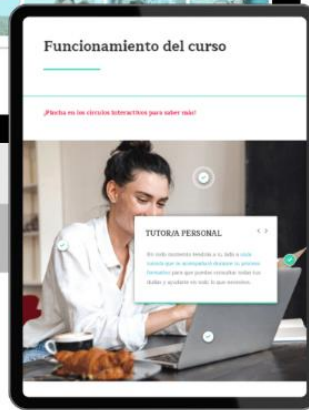 Funcionamiento del curso
¡Pincha en los círculos interactivos para saber más!
TUTOR/A PERSONAL
En todo momento tendrás a tu lado a un/a
tutor/a que te acompañará durante tu proceso
formativo para que puedas consultar todas tus
dudas y ayudarte en todo lo que necesites.